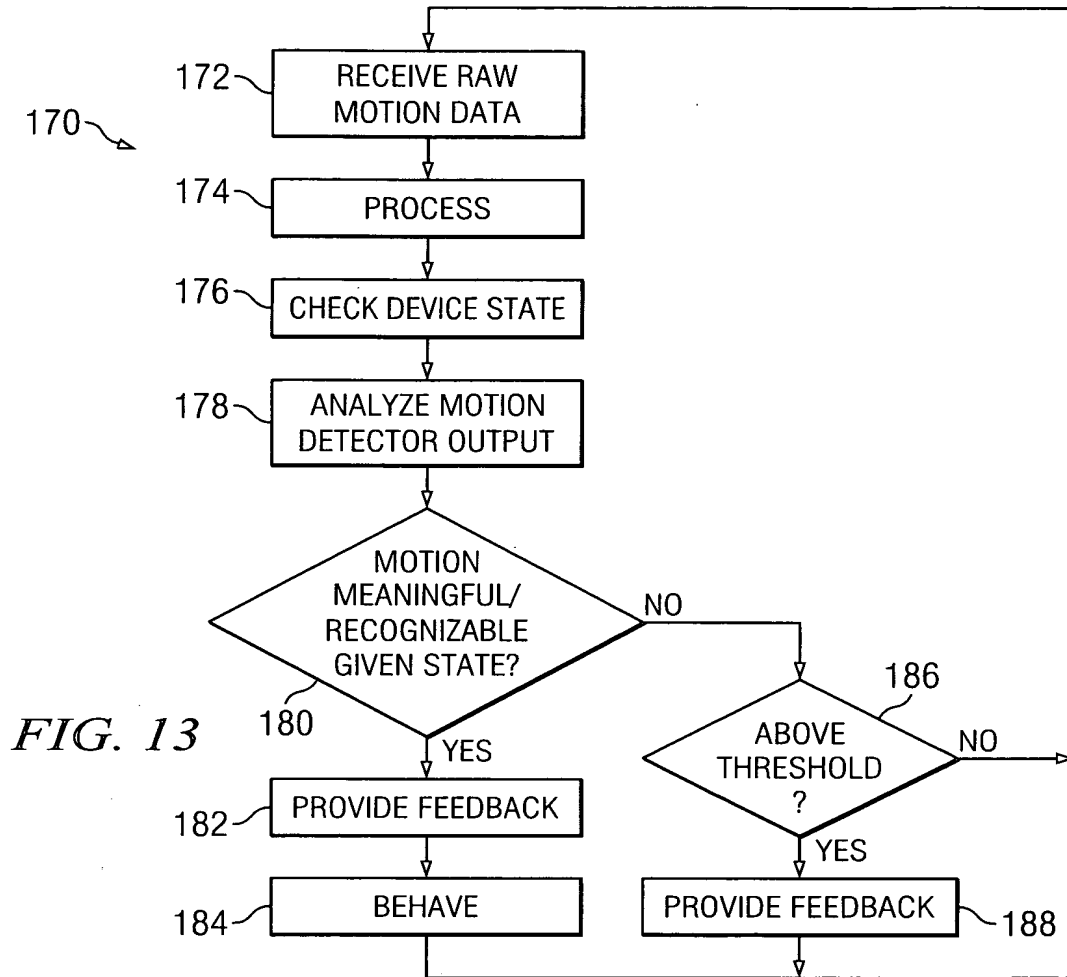 172
RECEIVE RAW
MOTION DATA
170
174
PROCESS
176
CHECK DEVICE STATE
178
ANALYZE MOTION
DETECTOR OUTPUT
MOTION
MEANINGFUL/
RECOGNIZABLE
GIVEN STATE?
NO
180
YES
186
ABOVE
THRESHOLD
?
NO
YES
FIG. 13
182
PROVIDE FEEDBACK
184
BEHAVE
PROVIDE FEEDBACK
188